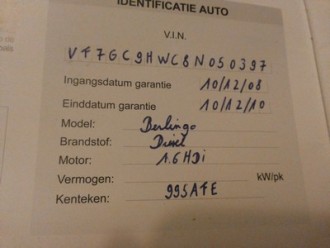 IDENTIFICATIE AUTO
V.I.N.
VF7GC9HWC8N050397
Ingangsdatum garantie 10/12/08
Einddatum garantie 10/12/10
Model: Berlingo
Brandstof: Diesel
Motor: 1.6 HDi
Vermogen: kW/pk
Kenteken: 995AFE